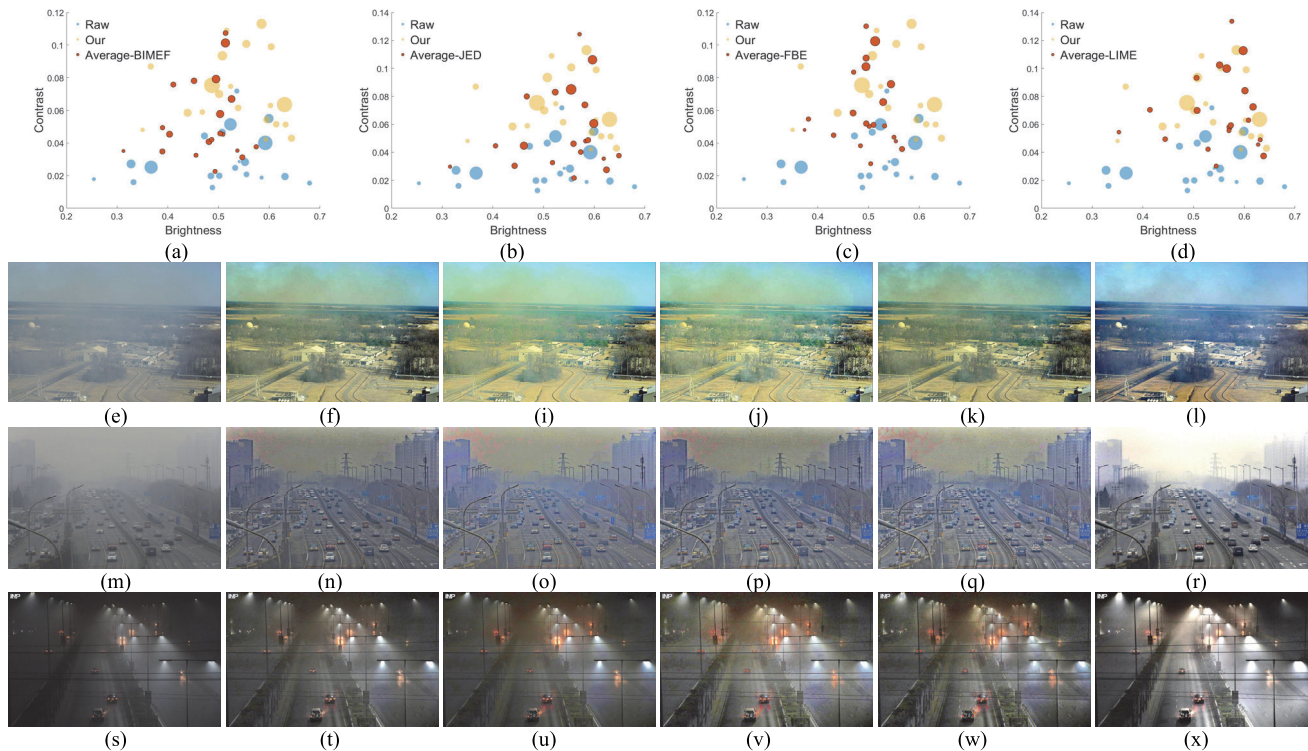 0.12
0.1
0.08
0.06
0.04
0.02
0
Contrast
Raw
Our
Average-BIMEF
0.2 0.3 0.4 0.5 0.6 0.7
Brightness
(a)
0.14
0.12
0.1
0.08
0.06
0.04
0.02
0
Contrast
Raw
Our
Average-JED
0.2 0.3 0.4 0.5 0.6 0.7
Brightness
(b)
0.12
0.1
0.08
0.06
0.04
0.02
0
Contrast
Raw
Our
Average-FBE
0.2 0.3 0.4 0.5 0.6 0.7
Brightness
(c)
0.14
0.12
0.1
0.08
0.06
0.04
0.02
0
Contrast
Raw
Our
Average-LIME
0.2 0.3 0.4 0.5 0.6 0.7
Brightness
(d)
(e) (f) (i) (j) (k) (l)
(m) (n) (o) (p) (q) (r)
IMP IMP IMP IMP IMP IMP
(s) (t) (u) (v) (w) (x)